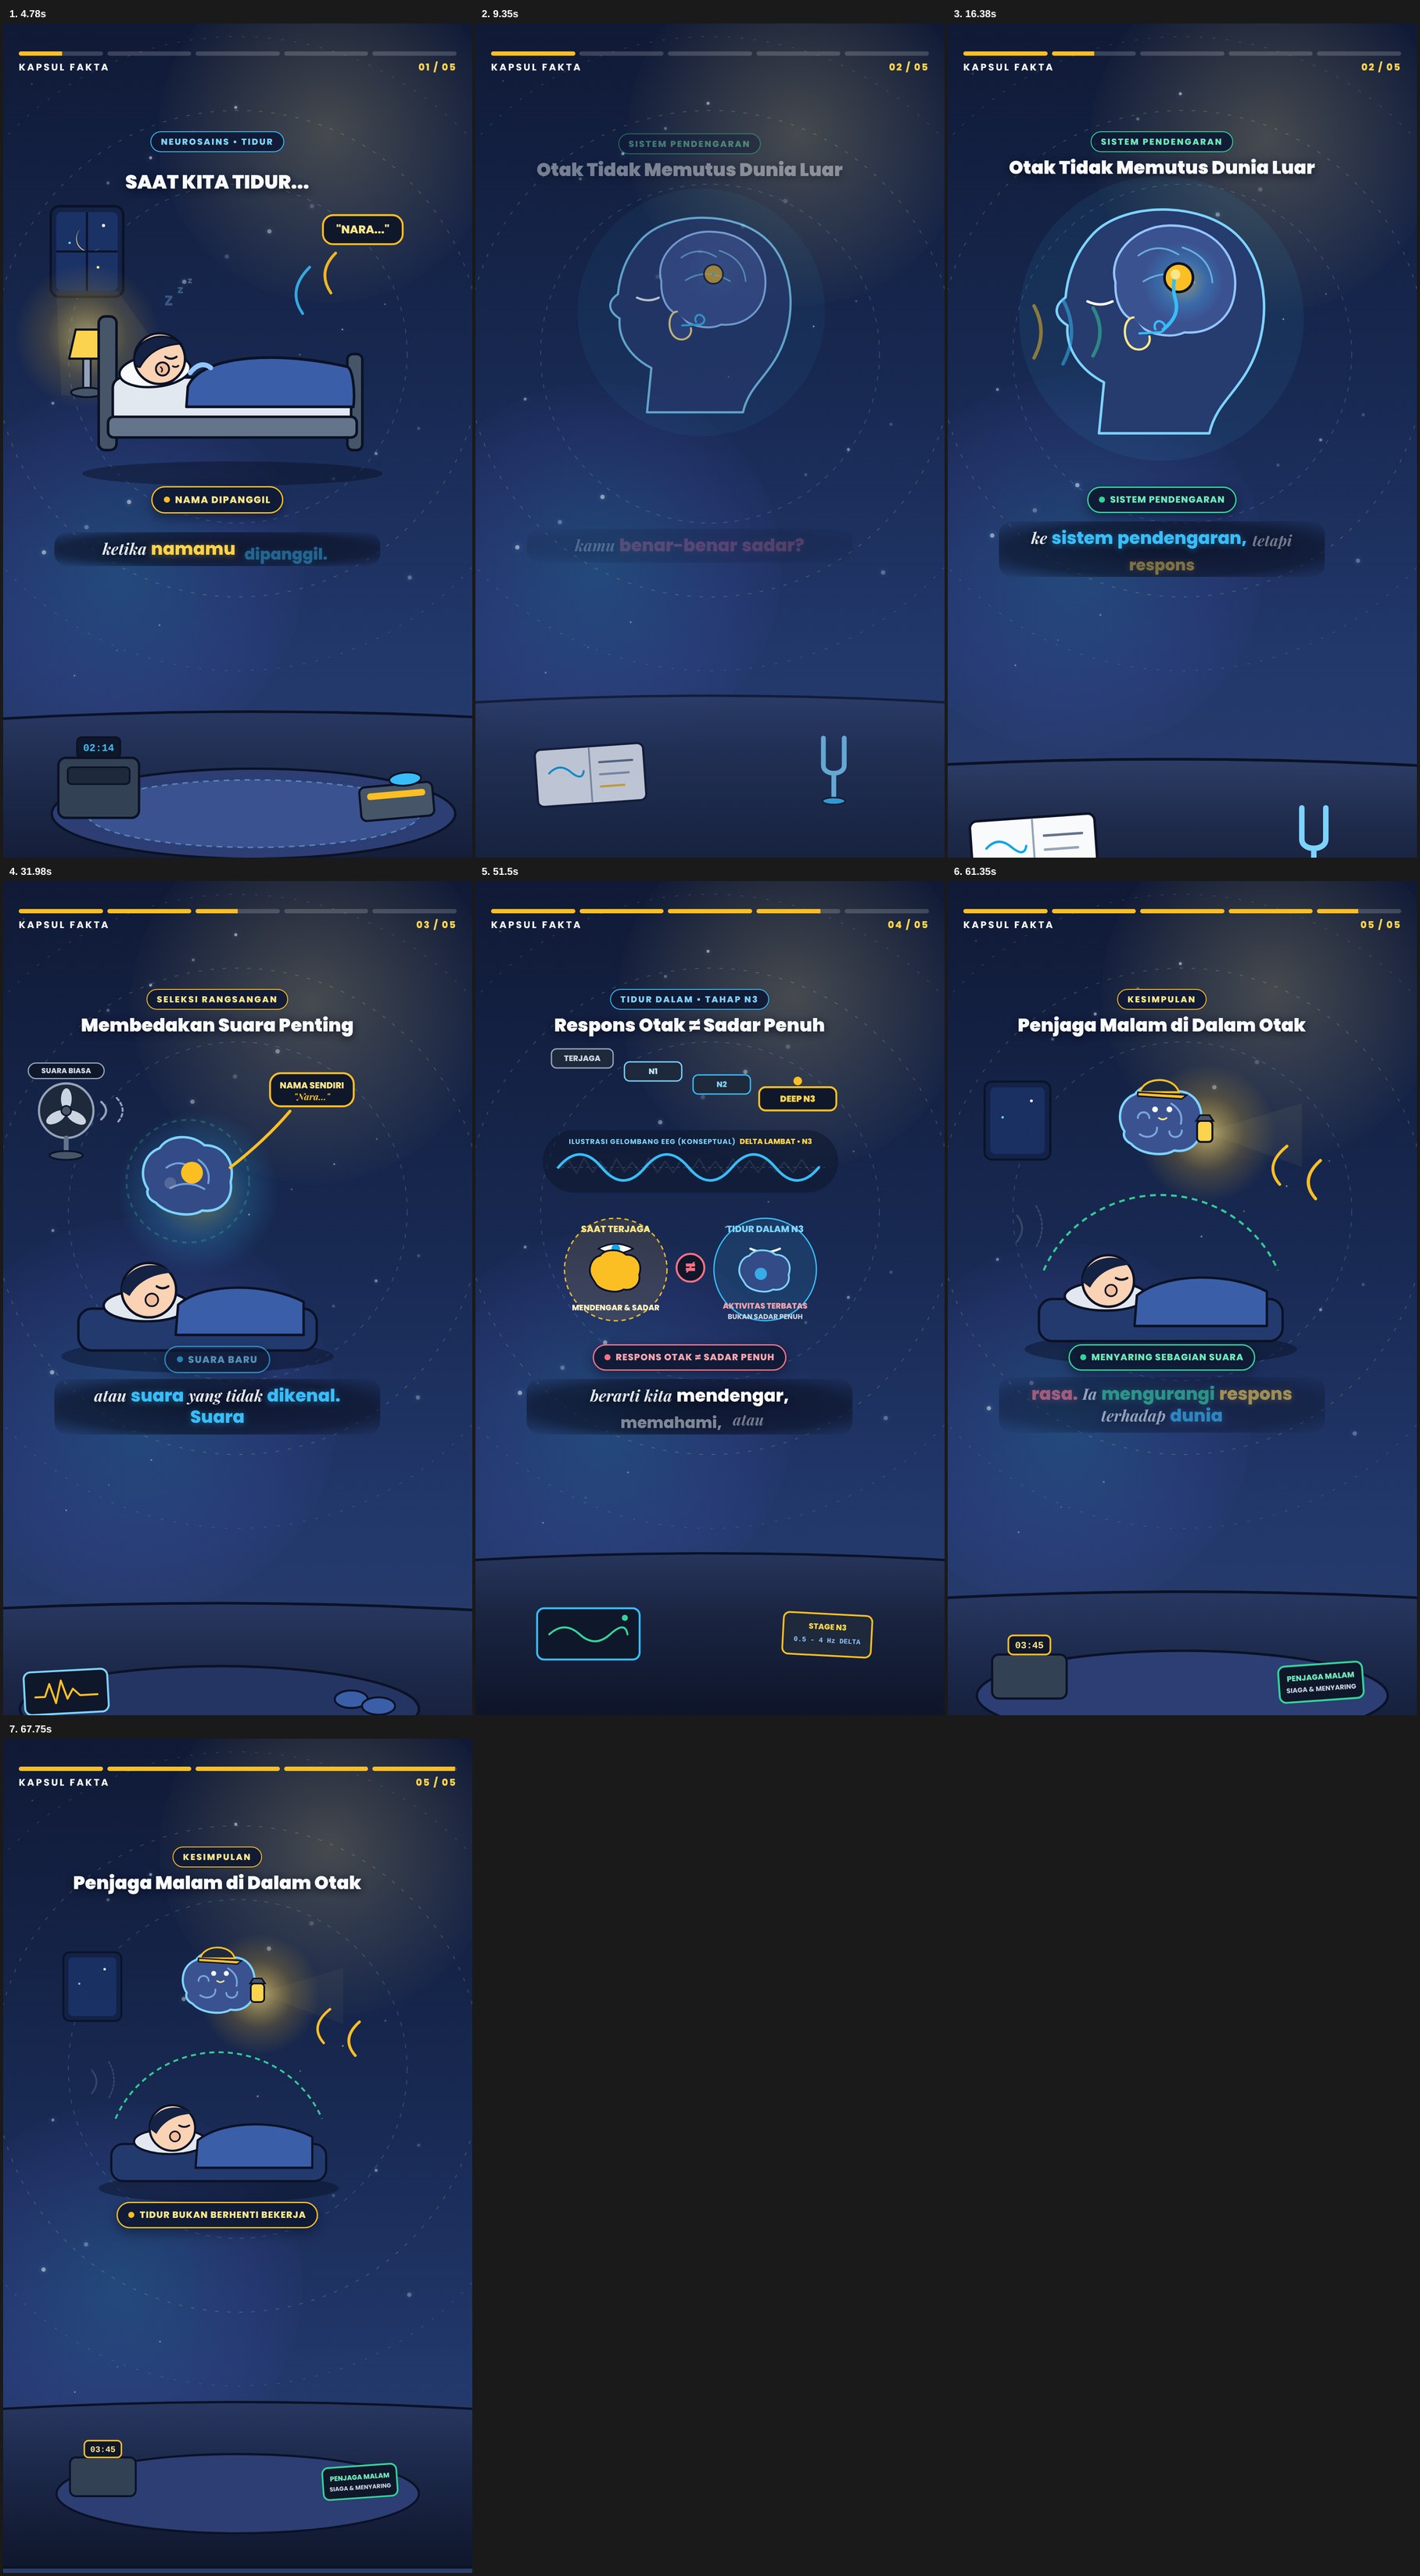 1. 4.78s
KAPSUL FAKTA
01 / 05
NEUROSAINS • TIDUR
SAAT KITA TIDUR...
"NARA..."
z z z
NAMA DIPANGGIL
ketika namamu dipanggil.
02:14
2. 9.35s
KAPSUL FAKTA
02 / 05
SISTEM PENDENGARAN
Otak Tidak Memutus Dunia Luar
kamu benar-benar sadar?
3. 16.38s
KAPSUL FAKTA
02 / 05
SISTEM PENDENGARAN
Otak Tidak Memutus Dunia Luar
SISTEM PENDENGARAN
ke sistem pendengaran, tetapi
respons
4. 31.98s
KAPSUL FAKTA
03 / 05
SELEKSI RANGSANGAN
Membedakan Suara Penting
SUARA BIASA
NAMA SENDIRI
"Nara..."
SUARA BARU
atau suara yang tidak dikenal.
Suara
5. 51.5s
KAPSUL FAKTA
04 / 05
TIDUR DALAM • TAHAP N3
Respons Otak ≠ Sadar Penuh
TERJAGA
N1
N2
DEEP N3
ILUSTRASI GELOMBANG EEG (KONSEPTUAL) DELTA LAMBAT • N3
SAAT TERJAGA
TIDUR DALAM N3
≠
MENDENGAR & SADAR
AKTIVITAS TERBATAS
BUKAN SADAR PENUH
RESPONS OTAK ≠ SADAR PENUH
berarti kita mendengar,
memahami, atau
STAGE N3
0.5 - 4 Hz DELTA
6. 61.35s
KAPSUL FAKTA
05 / 05
KESIMPULAN
Penjaga Malam di Dalam Otak
MENYARING SEBAGIAN SUARA
rasa. Ia mengurangi respons
terhadap dunia
03:45
PENJAGA MALAM
SIAGA & MENYARING
7. 67.75s
KAPSUL FAKTA
05 / 05
KESIMPULAN
Penjaga Malam di Dalam Otak
TIDUR BUKAN BERHENTI BEKERJA
03:45
PENJAGA MALAM
SIAGA & MENYARING